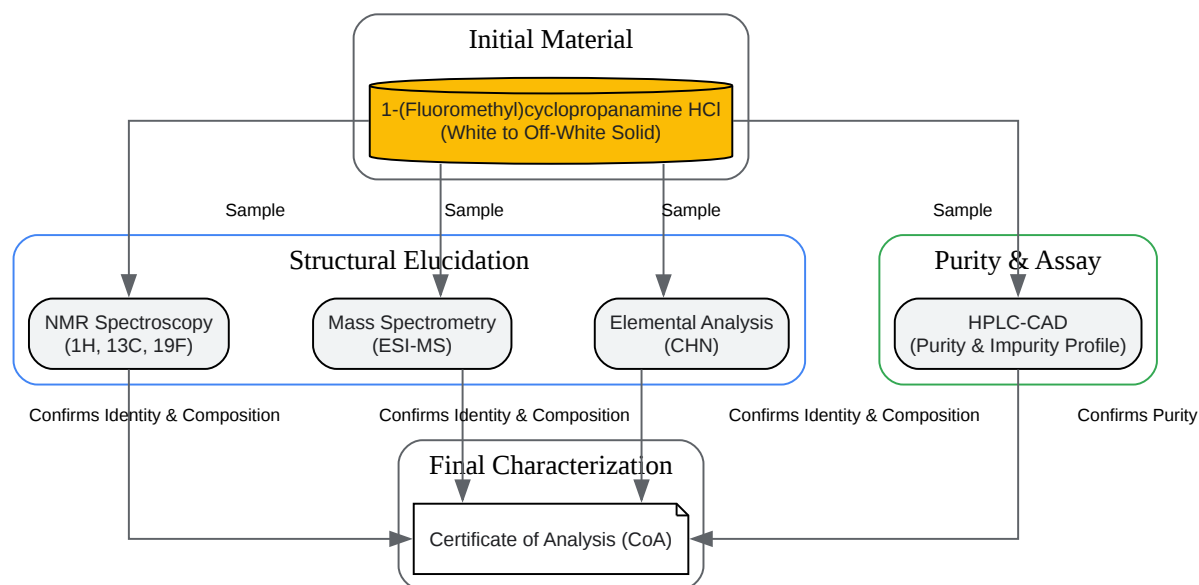 Initial Material
1-(Fluoromethyl)cyclopropanamine HCl
(White to Off-White Solid)
Sample
Sample
Sample
Sample
Structural Elucidation
Purity & Assay
NMR Spectroscopy
(1H, 13C, 19F)
Mass Spectrometry
(ESI-MS)
Elemental Analysis
(CHN)
HPLC-CAD
(Purity & Impurity Profile)
Confirms Identity & Composition
Confirms Identity & Composition
Confirms Identity & Composition
Confirms Purity
Final Characterization
Certificate of Analysis (CoA)